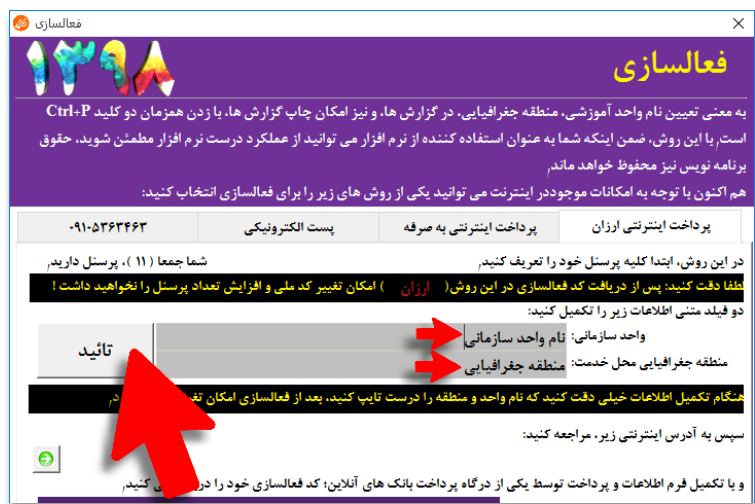 فعالسازی
۱۳۹۸
فعالسازی
به معنی تعیین نام واحد آموزشی، منطقه جغرافیایی، در گزارش ها، و نیز امکان چاپ گزارش ها، با زدن همزمان دو کلید Ctrl+P
است, با این روش، ضمن اینکه شما به عنوان استفاده کننده از نرم افزار می توانید از عملکرد درست نرم افزار مطمئن شوید، حقوق
برنامه نویس نیز محفوظ خواهد ماند,
هم اکنون با توجه به امکانات موجوددر اینترنت می توانید یکی از روش های زیر را برای فعالسازی انتخاب کنید:
پرداخت اینترنتی ارزان
پرداخت اینترنتی به صرفه
پست الکترونیکی
۰۹۱۰۵۳۶۳۴۶۳
در این روش، ابتدا کلیه پرسنل خود را تعریف کنید,
شما جمعا ( ۱۱ )، پرسنل دارید,
لطفا دقت کنید: پس از دریافت کد فعالسازی در این روش( ارزان ) امکان تغییر کد ملی و افزایش تعداد پرسنل را نخواهید داشت !
دو فیلد متنی اطلاعات زیر را تکمیل کنید:
واحد سازمانی: نام واحد سازمانی
منطقه جغرافیایی محل خدمت: منطقه جغرافیایی
تائید
هنگام تکمیل اطلاعات خیلی دقت کنید که نام واحد و منطقه را درست تایپ کنید، بعد از فعالسازی امکان
سپس به آدرس اینترنتی زیر، مراجعه کنید:
و با تکمیل فرم اطلاعات و پرداخت توسط یکی از درگاه پرداخت بانک های آنلاین؛ کد فعالسازی خود را کنید,